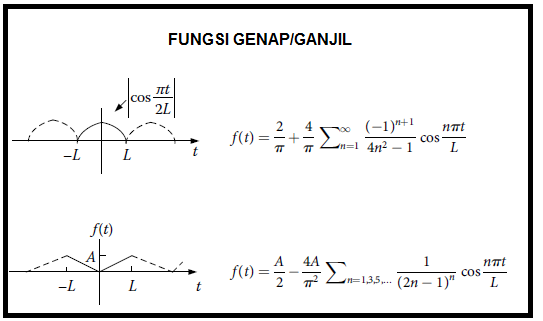 FUNGSI GENAP/GANJIL
|cos πt/2L|
−L L t
f(t) = 2/π + 4/π ∑_{n=1}^{∞} (−1)^{n+1}/(4n² − 1) cos nπt/L
f(t)
A
−L L t
f(t) = A/2 − 4A/π² ∑_{n=1,3,5,...} 1/(2n − 1)^n cos nπt/L